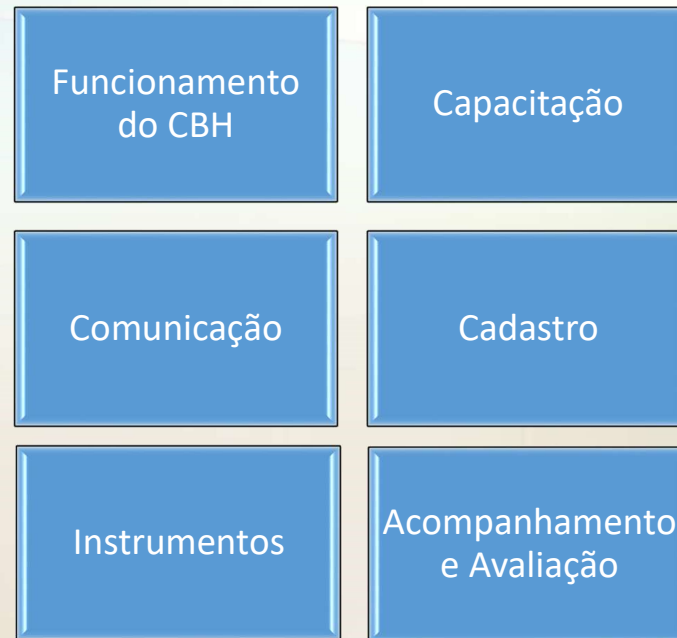 Funcionamento
do CBH
Capacitação
Comunicação
Cadastro
Instrumentos
Acompanhamento
e Avaliação